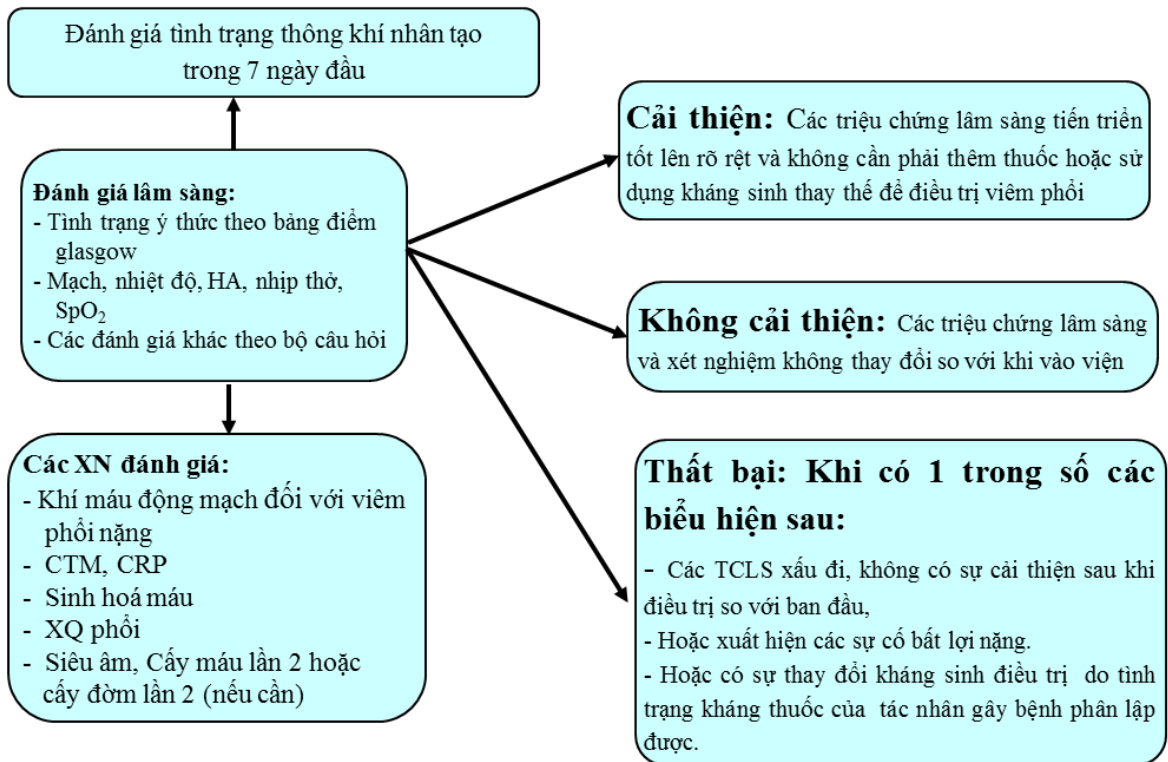 Đánh giá tình trạng thông khí nhân tạo
trong 7 ngày đầu
Đánh giá lâm sàng:
- Tình trạng ý thức theo bảng điểm
glasgow
- Mạch, nhiệt độ, HA, nhịp thở,
SpO₂
- Các đánh giá khác theo bộ câu hỏi
Các XN đánh giá:
- Khí máu động mạch đối với viêm
phổi nặng
- CTM, CRP
- Sinh hoá máu
- XQ phổi
- Siêu âm, Cấy máu lần 2 hoặc
cấy đờm lần 2 (nếu cần)
Cải thiện: Các triệu chứng lâm sàng tiến triển
tốt lên rõ rệt và không cần phải thêm thuốc hoặc sử
dụng kháng sinh thay thế để điều trị viêm phổi
Không cải thiện: Các triệu chứng lâm sàng
và xét nghiệm không thay đổi so với khi vào viện
Thất bại: Khi có 1 trong số các
biểu hiện sau:
- Các TCLS xấu đi, không có sự cải thiện sau khi
điều trị so với ban đầu,
- Hoặc xuất hiện các sự cố bất lợi nặng.
- Hoặc có sự thay đổi kháng sinh điều trị do tình
trạng kháng thuốc của tác nhân gây bệnh phân lập
được.